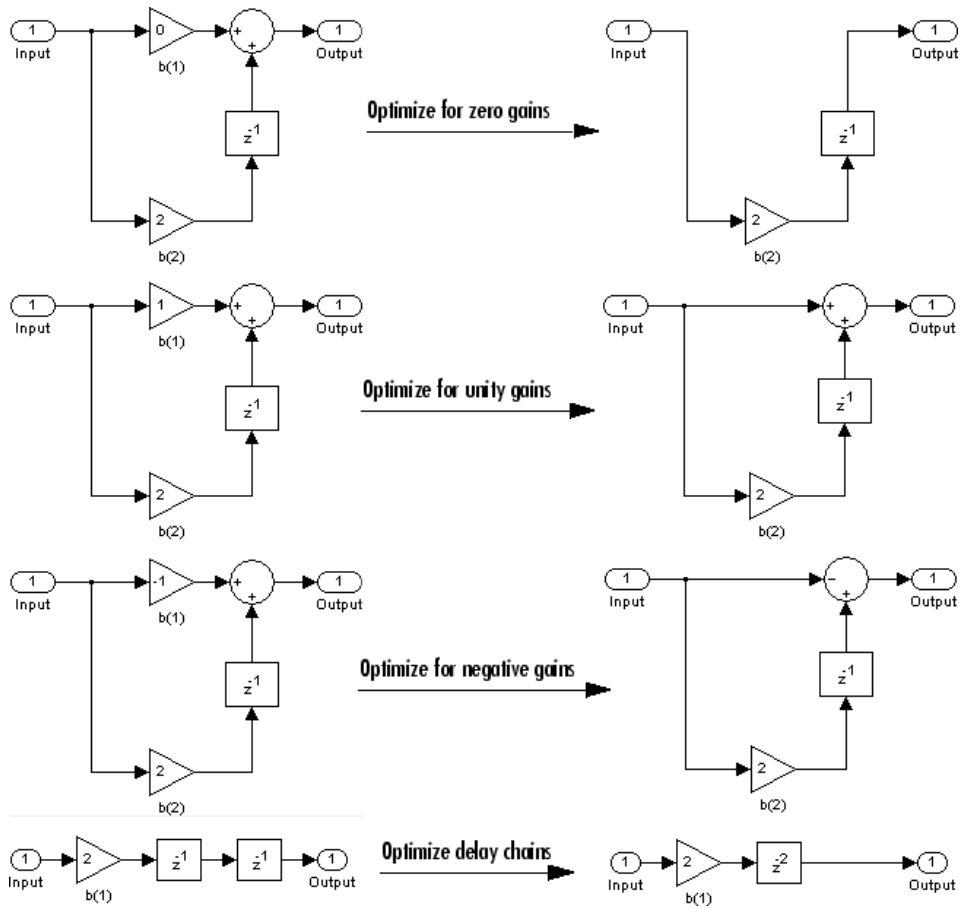 1 0 + + 1
Input b(1) Output
Optimize for zero gains
z-1
2
b(2)
1 1
Input Output
z-1
2
b(2)
1 1 + + 1
Input b(1) Output
Optimize for unity gains
z-1
2
b(2)
1 + + 1
Input Output
z-1
2
b(2)
1 -1 + + 1
Input b(1) Output
Optimize for negative gains
z-1
2
b(2)
1 − + 1
Input Output
z-1
2
b(2)
1 2 z-1 z-1 1
Input b(1) Output
Optimize delay chains
1 2 z-2 1
Input b(1) Output